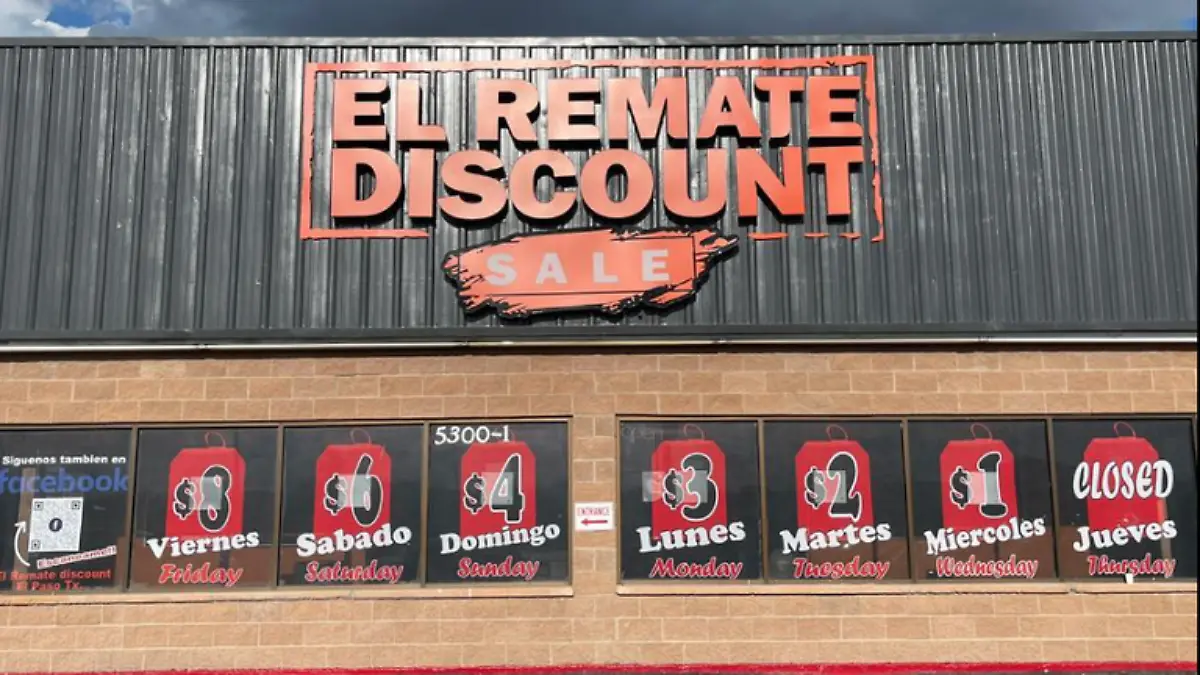 EL REMATE
DISCOUNT
SALE
Siguenos tambien en
facebook
Escaneame!!
El Remate discount
El Paso Tx.
$8
Viernes
Friday
$6
Sabado
Saturday
5300-1
$4
Domingo
Sunday
ENTRANCE
open
$3
Lunes
Monday
$2
Martes
Tuesday
$1
Miercoles
Wednesday
CLOSED
Jueves
Thursday